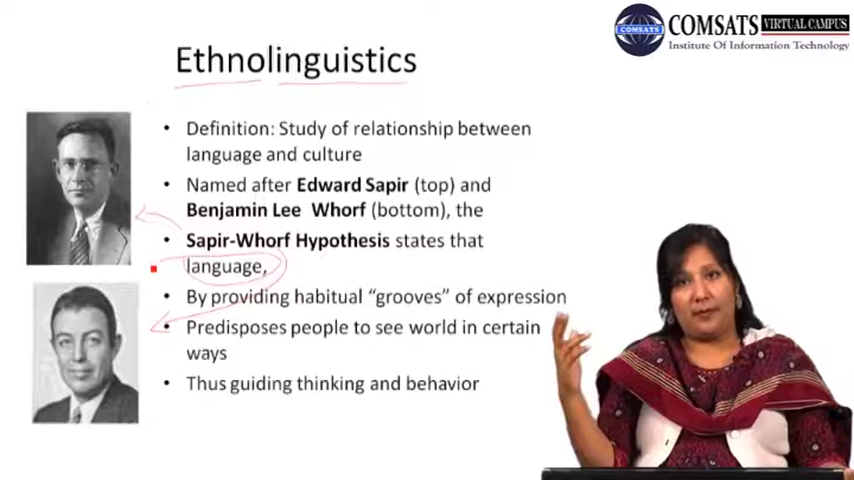 COMSATS VIRTUAL CAMPUS
COMSATS
Institute Of Information Technology
Ethnolinguistics
• Definition: Study of relationship between
language and culture
• Named after Edward Sapir (top) and
Benjamin Lee Whorf (bottom), the
• Sapir-Whorf Hypothesis states that
language,
• By providing habitual “grooves” of expression
• Predisposes people to see world in certain
ways
• Thus guiding thinking and behavior